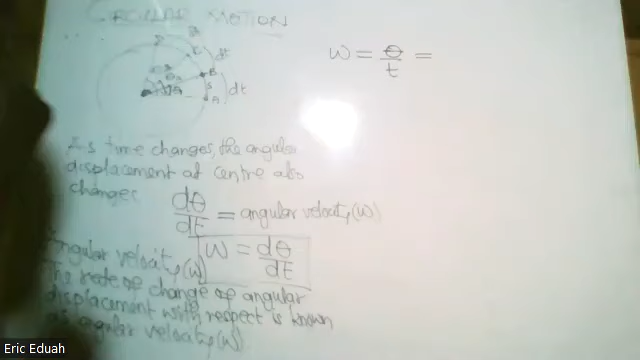 CIRCULAR MOTION
dt
dt
As time changes, the angular
displacement at centre also
changes
dθ/dt = angular velocity(ω)
ω = dθ/dt
Angular velocity(ω)
The rate of change of angular
displacement with respect is known
as angular velocity(ω)
ω = θ/t =
Eric Eduah